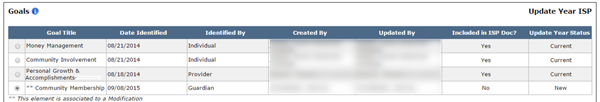 Goals
Update Year ISP
Goal Title Date Identified Identified By Created By Updated By Included in ISP Doc? Update Year Status
Money Management 08/21/2014 Individual Yes Current
Community Involvement 08/21/2014 Individual Yes Current
Personal Growth &
Accomplishments 08/18/2014 Provider Yes Current
** Community Membership 09/08/2015 Guardian No New
** This element is associated to a Modification